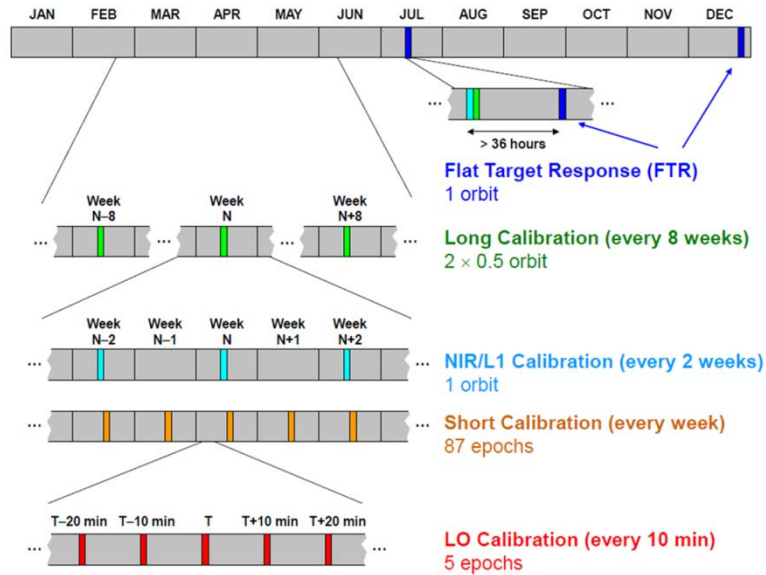 JAN FEB MAR APR MAY JUN JUL AUG SEP OCT NOV DEC
... ...
> 36 hours
Flat Target Response (FTR)
1 orbit
Week Week Week
N–8 N N+8
... ... ... ...
Long Calibration (every 8 weeks)
2 × 0.5 orbit
Week Week Week Week Week
N–2 N–1 N N+1 N+2
... ...
NIR/L1 Calibration (every 2 weeks)
1 orbit
... ...
Short Calibration (every week)
87 epochs
T–20 min T–10 min T T+10 min T+20 min
... ...
LO Calibration (every 10 min)
5 epochs